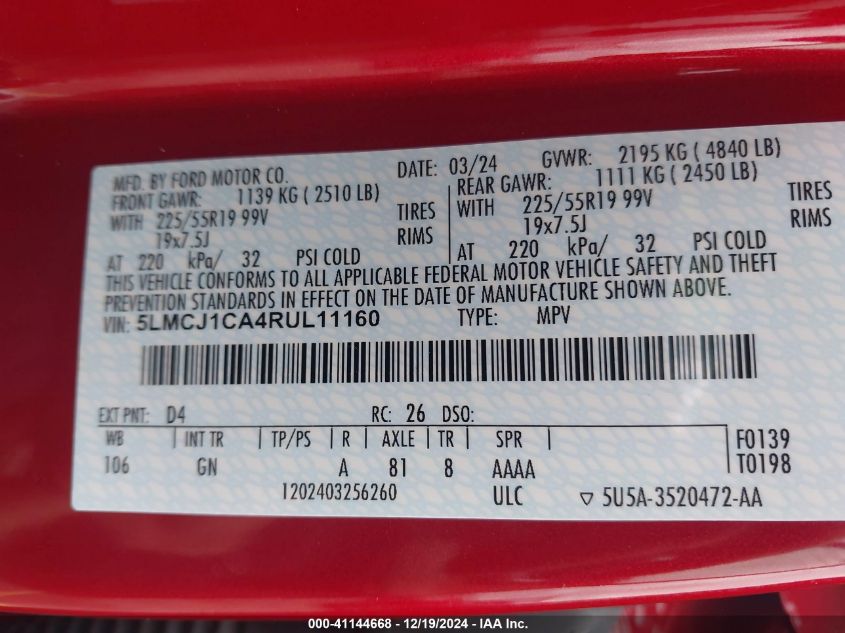 MFD. BY FORD MOTOR CO. DATE: 03/24 GVWR: 2195 KG ( 4840 LB)
FRONT GAWR: 1139 KG ( 2510 LB) REAR GAWR: 1111 KG ( 2450 LB)
WITH 225/55R19 99V TIRES WITH 225/55R19 99V TIRES
19x7.5J RIMS 19x7.5J RIMS
AT 220 kPa/ 32 PSI COLD AT 220 kPa/ 32 PSI COLD
THIS VEHICLE CONFORMS TO ALL APPLICABLE FEDERAL MOTOR VEHICLE SAFETY AND THEFT
PREVENTION STANDARDS IN EFFECT ON THE DATE OF MANUFACTURE SHOWN ABOVE.
VIN: 5LMCJ1CA4RUL11160 TYPE: MPV
EXT PNT: D4 RC: 26 DSO:
WB INT TR TP/PS R AXLE TR SPR F0139
106 GN A 81 8 AAAA T0198
1202403256260 ULC ▽ 5U5A-3520472-AA
000-41144668 - 12/19/2024 - IAA Inc.